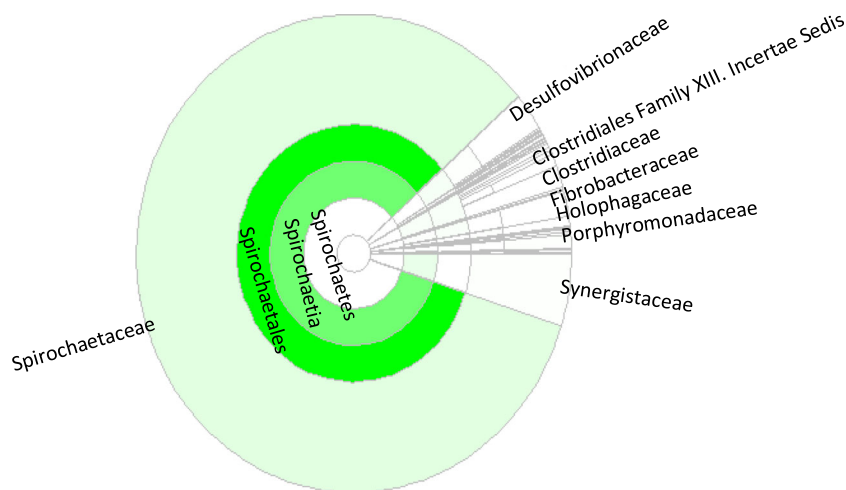 Desulfovibrionaceae
Clostridiales Family XIII. Incertae Sedis
Clostridiaceae
Fibrobacteraceae
Holophagaceae
Porphyromonadaceae
Synergistaceae
Spirochaetes
Spirochaetia
Spirochaetales
Spirochaetaceae